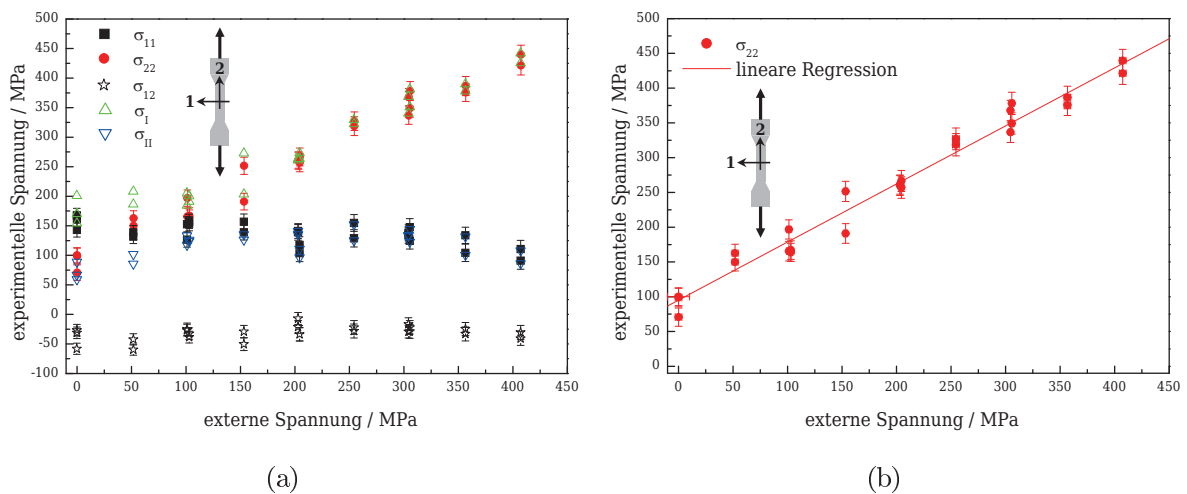 500
450
400
350
300
250
200
150
100
50
0
-50
-100
experimentelle Spannung / MPa
σ11
σ22
σ12
σI
σII
2
1
0 50 100 150 200 250 300 350 400 450
externe Spannung / MPa
(a)
500
450
400
350
300
250
200
150
100
50
0
experimentelle Spannung / MPa
σ22
lineare Regression
2
1
0 50 100 150 200 250 300 350 400 450
externe Spannung / MPa
(b)